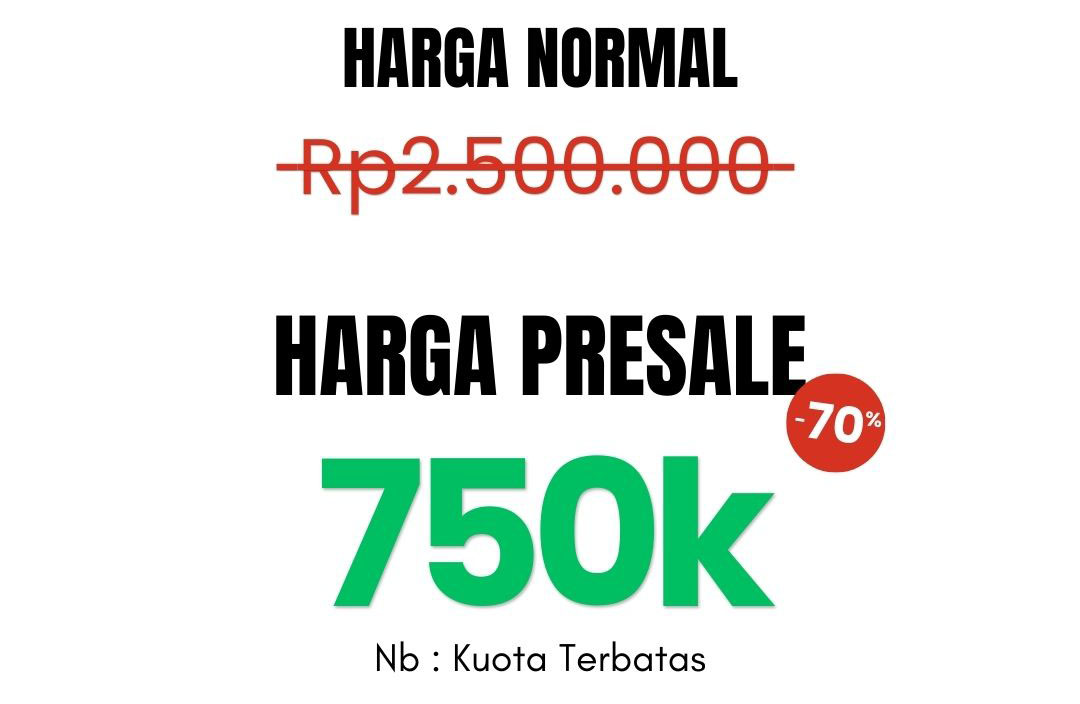 HARGA NORMAL
Rp2.500.000
HARGA PRESALE
-70%
750k
Nb : Kuota Terbatas